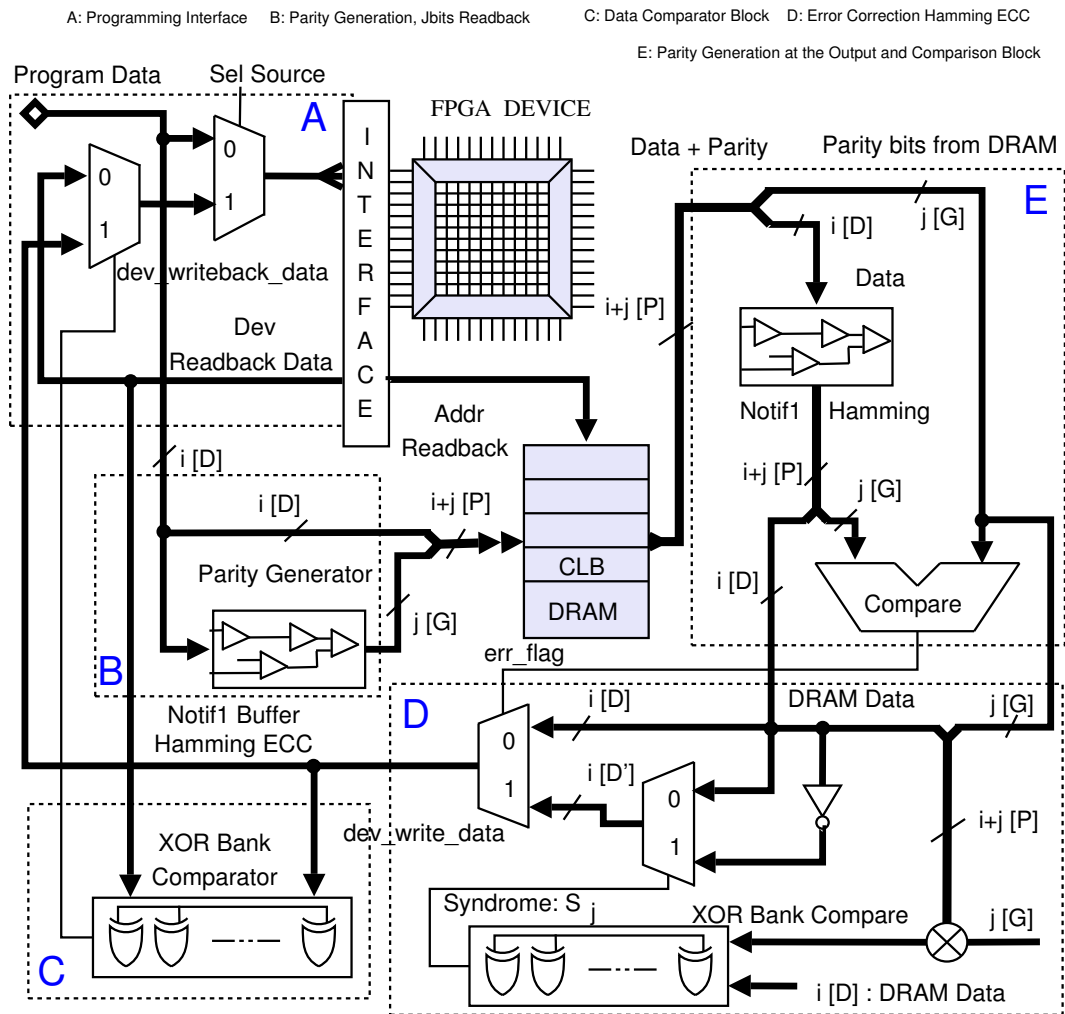 A: Programming Interface B: Parity Generation, Jbits Readback C: Data Comparator Block D: Error Correction Hamming ECC
E: Parity Generation at the Output and Comparison Block
Program Data
Sel Source
A
0
1
0
1
dev_writeback_data
Dev
Readback Data
I
N
T
E
R
F
A
C
E
FPGA DEVICE
Data + Parity
Parity bits from DRAM
E
j [G]
i [D]
Data
i+j [P]
Notif1 Hamming
i+j [P]
j [G]
i [D]
Compare
Addr
Readback
CLB
DRAM
i [D]
i [D]
i+j [P]
Parity Generator
j [G]
B
err_flag
D
DRAM Data
i [D]
j [G]
0
1
i [D']
0
1
i+j [P]
Notif1 Buffer
Hamming ECC
dev_write_data
XOR Bank
Comparator
C
Syndrome: S j
XOR Bank Compare
j [G]
i [D] : DRAM Data